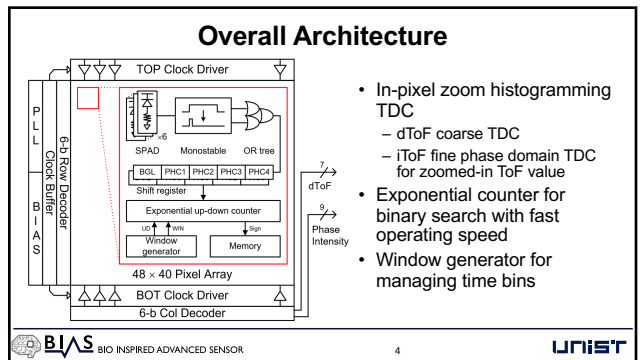 Overall Architecture
TOP Clock Driver
PLL
BIAS
Clock Buffer
6-b Row Decoder
×6
SPAD
Monostable
OR tree
BGL PHC1 PHC2 PHC3 PHC4
Shift register
Exponential up-down counter
UD
WIN
Sign
Window
generator
Memory
48 × 40 Pixel Array
BOT Clock Driver
6-b Col Decoder
7
dToF
9
Phase
Intensity
• In-pixel zoom histogramming
TDC
– dToF coarse TDC
– iToF fine phase domain TDC
for zoomed-in ToF value
• Exponential counter for
binary search with fast
operating speed
• Window generator for
managing time bins
BIAS BIO INSPIRED ADVANCED SENSOR
4
UNIST